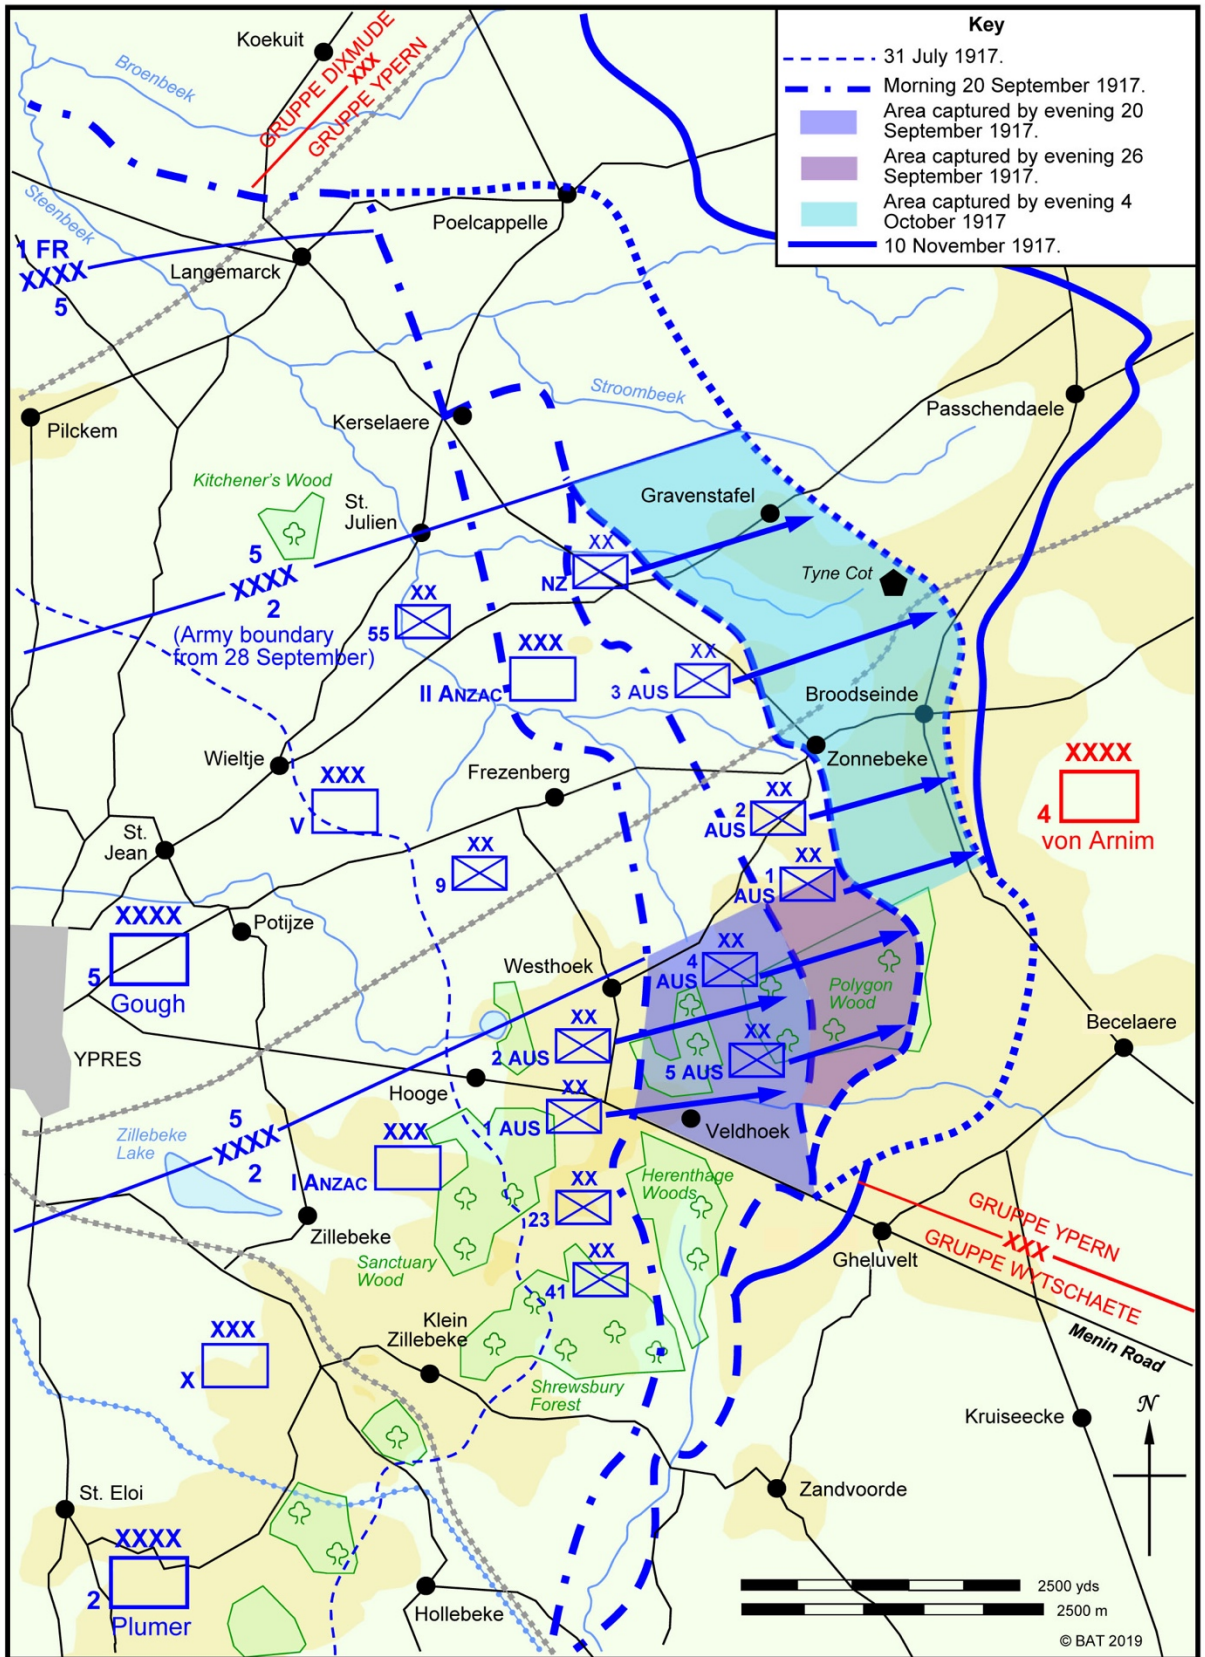 Key
31 July 1917.
Morning 20 September 1917.
Area captured by evening 20
September 1917.
Area captured by evening 26
September 1917.
Area captured by evening 4
October 1917
10 November 1917.
Koekuit
Broenbeek
GRUPPE DIXMUDE
XXX
GRUPPE YPERN
Steenbeek
Poelcappelle
1 FR
XXXX
5
Langemarck
Stroombeek
Passchendaele
Kerselaere
Pilckem
Kitchener's Wood
St.
Julien
Gravenstafel
5
XXXX
2
(Army boundary
from 28 September)
XX
NZ
Tyne Cot
XX
55
XXX
II ANZAC
XX
3 AUS
Broodseinde
Zonnebeke
Wieltje
Frezenberg
XXXX
4
von Arnim
XXX
V
XX
2
AUS
St.
Jean
XX
9
XX
1
AUS
XXXX
5
Gough
Potijze
Westhoek
XX
4
AUS
Polygon
Wood
Becelaere
YPRES
XX
2 AUS
XX
5 AUS
Hooge
XX
1 AUS
Veldhoek
Zillebeke
Lake
5
XXXX
2
XXX
I ANZAC
Herenthage
Woods
XX
23
Zillebeke
Sanctuary
Wood
GRUPPE YPERN
XXX
GRUPPE WYTSCHAETE
Gheluvelt
XX
41
Menin Road
Klein
Zillebeke
XXX
X
Shrewsbury
Forest
Kruiseecke
N
St. Eloi
Zandvoorde
XXXX
2
Plumer
Hollebeke
2500 yds
2500 m
© BAT 2019